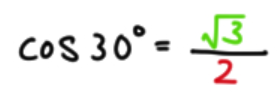 cos 30° = √3/2